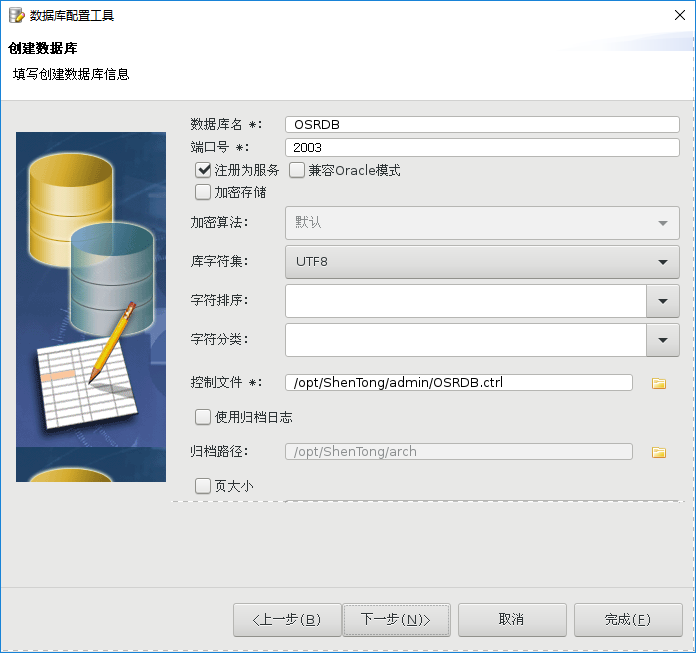 数据库配置工具
创建数据库
填写创建数据库信息
数据库名 *: OSRDB
端口号 *: 2003
注册为服务 兼容Oracle模式
加密存储
加密算法: 默认
库字符集: UTF8
字符排序:
字符分类:
控制文件 *: /opt/ShenTong/admin/OSRDB.ctrl
使用归档日志
归档路径: /opt/ShenTong/arch
页大小
<上一步(B) 下一步(N)> 取消 完成(F)